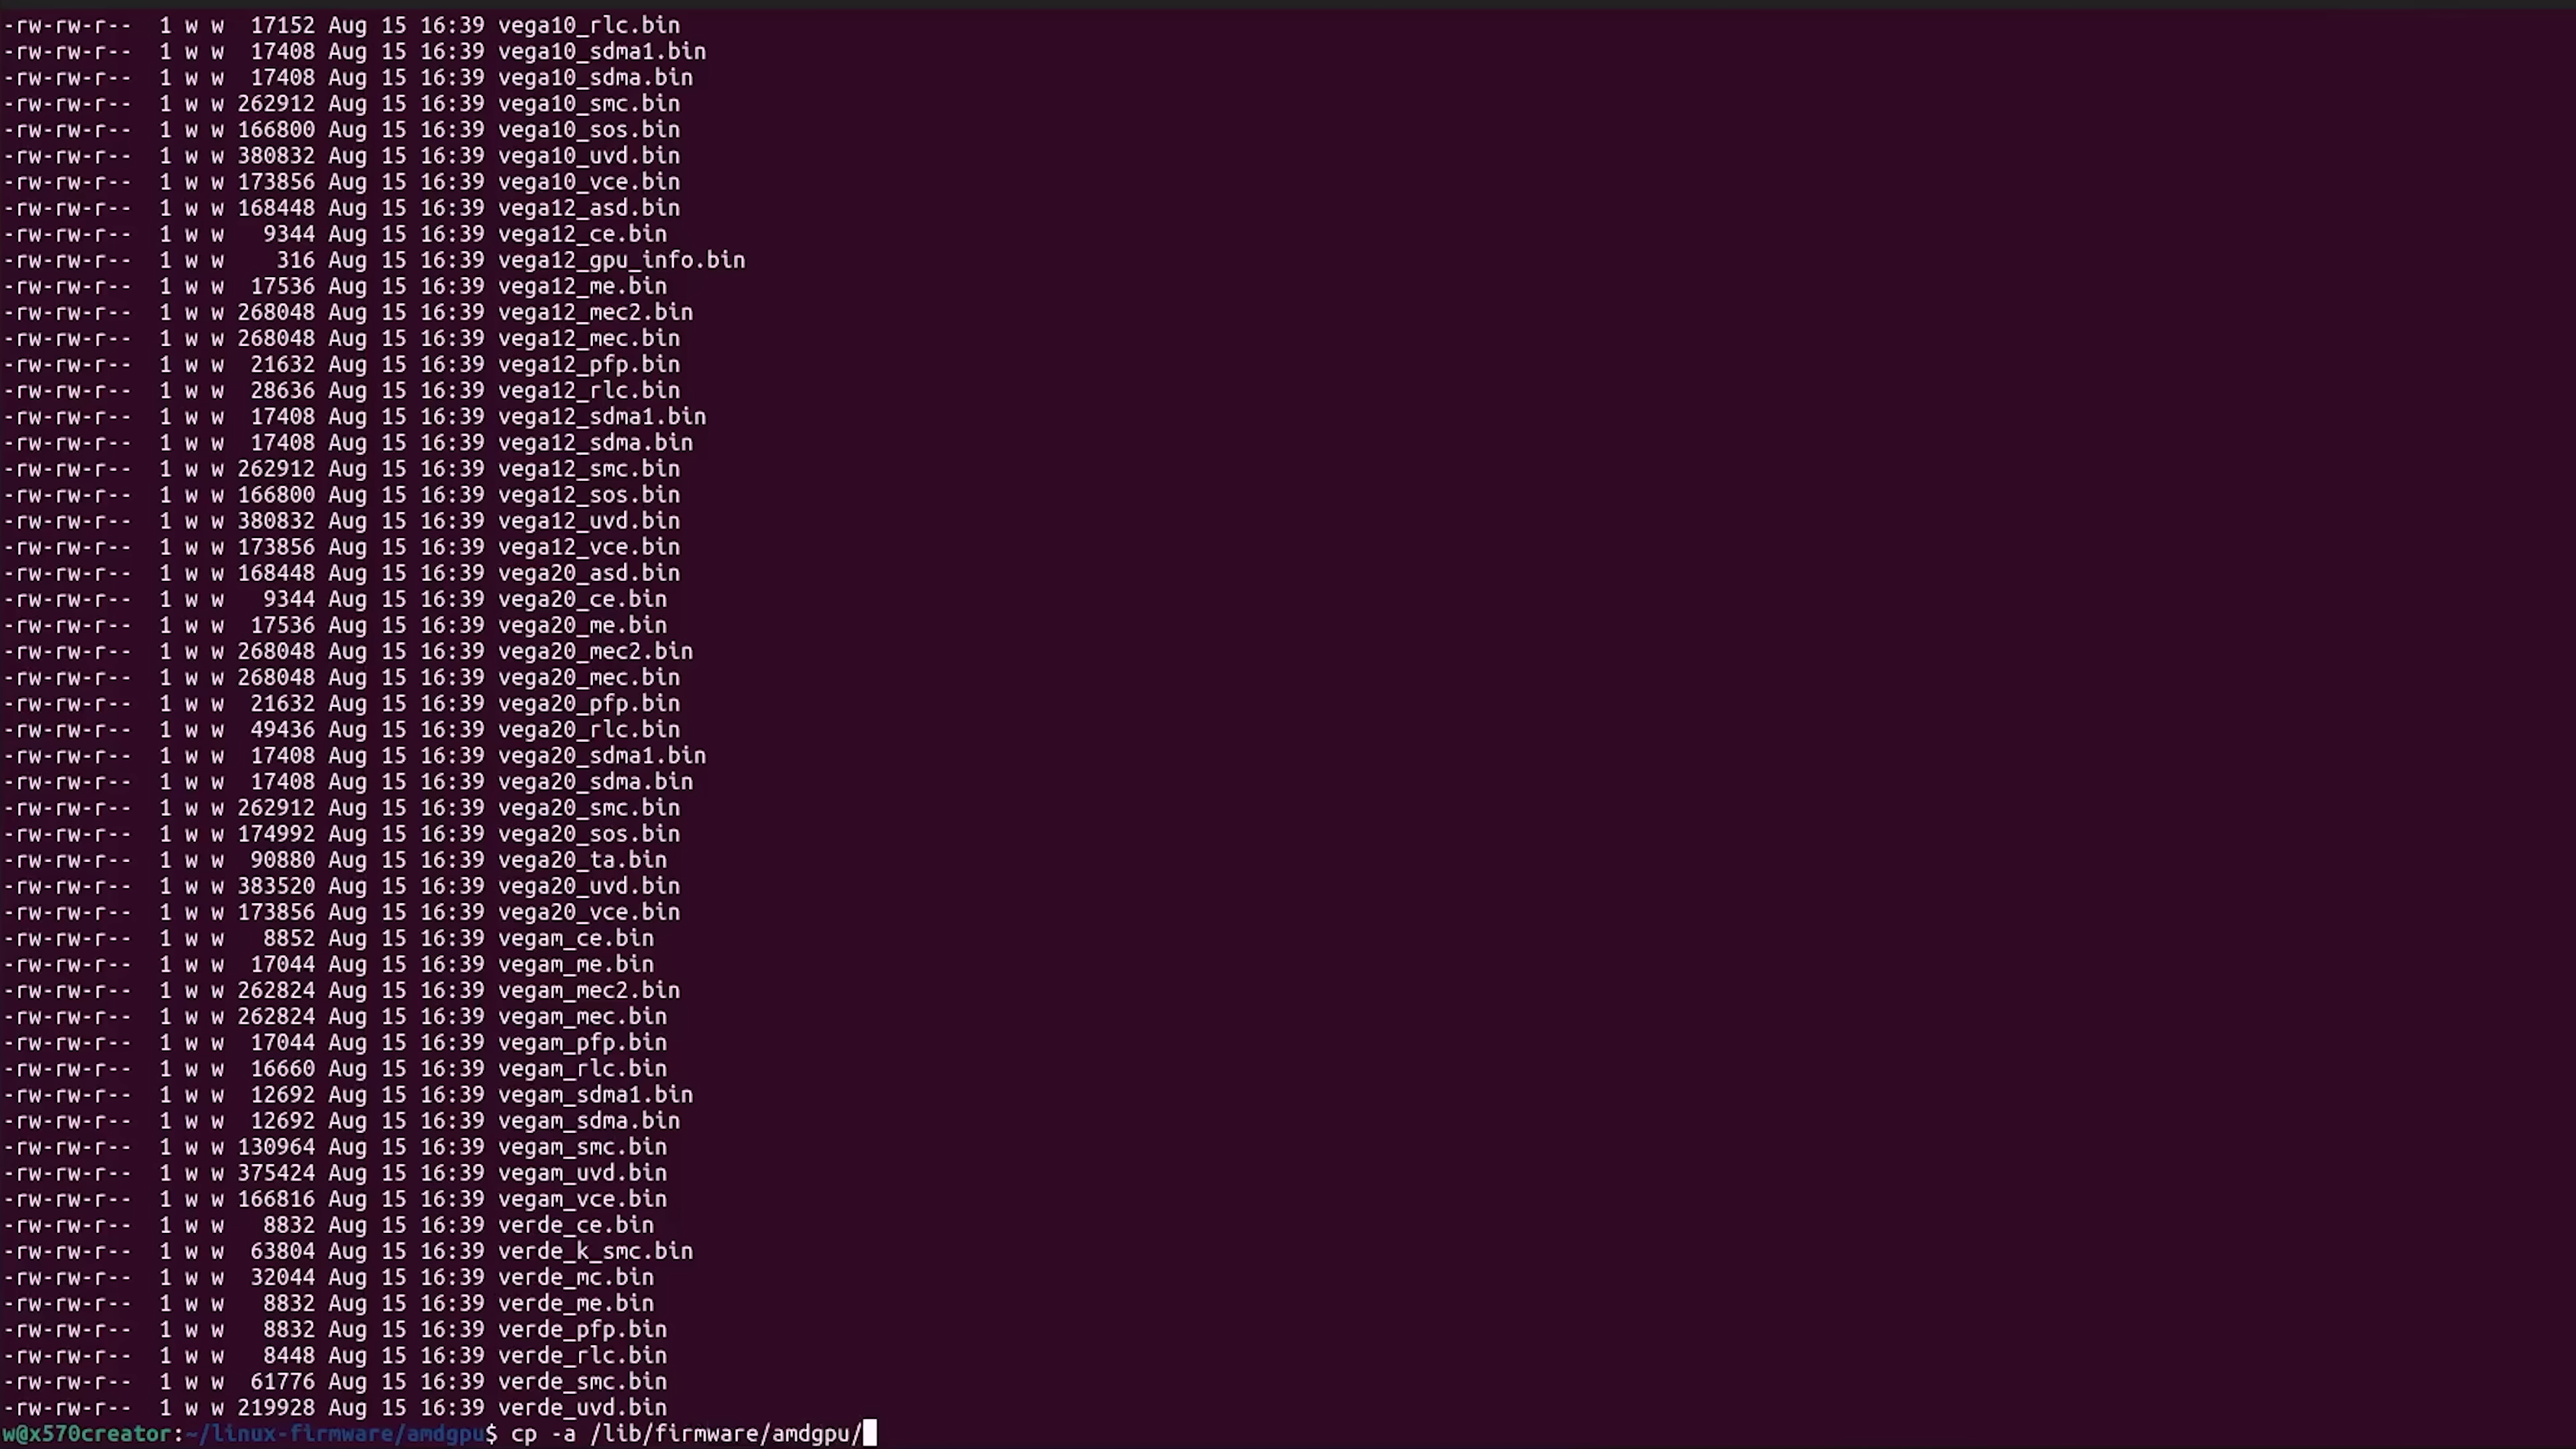 -rw-rw-r--  1 w w  17152 Aug 15 16:39 vega10_rlc.bin
-rw-rw-r--  1 w w  17408 Aug 15 16:39 vega10_sdma1.bin
-rw-rw-r--  1 w w  17408 Aug 15 16:39 vega10_sdma.bin
-rw-rw-r--  1 w w 262912 Aug 15 16:39 vega10_smc.bin
-rw-rw-r--  1 w w 166800 Aug 15 16:39 vega10_sos.bin
-rw-rw-r--  1 w w 380832 Aug 15 16:39 vega10_uvd.bin
-rw-rw-r--  1 w w 173856 Aug 15 16:39 vega10_vce.bin
-rw-rw-r--  1 w w 168448 Aug 15 16:39 vega12_asd.bin
-rw-rw-r--  1 w w   9344 Aug 15 16:39 vega12_ce.bin
-rw-rw-r--  1 w w    316 Aug 15 16:39 vega12_gpu_info.bin
-rw-rw-r--  1 w w  17536 Aug 15 16:39 vega12_me.bin
-rw-rw-r--  1 w w 268048 Aug 15 16:39 vega12_mec2.bin
-rw-rw-r--  1 w w 268048 Aug 15 16:39 vega12_mec.bin
-rw-rw-r--  1 w w  21632 Aug 15 16:39 vega12_pfp.bin
-rw-rw-r--  1 w w  28636 Aug 15 16:39 vega12_rlc.bin
-rw-rw-r--  1 w w  17408 Aug 15 16:39 vega12_sdma1.bin
-rw-rw-r--  1 w w  17408 Aug 15 16:39 vega12_sdma.bin
-rw-rw-r--  1 w w 262912 Aug 15 16:39 vega12_smc.bin
-rw-rw-r--  1 w w 166800 Aug 15 16:39 vega12_sos.bin
-rw-rw-r--  1 w w 380832 Aug 15 16:39 vega12_uvd.bin
-rw-rw-r--  1 w w 173856 Aug 15 16:39 vega12_vce.bin
-rw-rw-r--  1 w w 168448 Aug 15 16:39 vega20_asd.bin
-rw-rw-r--  1 w w   9344 Aug 15 16:39 vega20_ce.bin
-rw-rw-r--  1 w w  17536 Aug 15 16:39 vega20_me.bin
-rw-rw-r--  1 w w 268048 Aug 15 16:39 vega20_mec2.bin
-rw-rw-r--  1 w w 268048 Aug 15 16:39 vega20_mec.bin
-rw-rw-r--  1 w w  21632 Aug 15 16:39 vega20_pfp.bin
-rw-rw-r--  1 w w  49436 Aug 15 16:39 vega20_rlc.bin
-rw-rw-r--  1 w w  17408 Aug 15 16:39 vega20_sdma1.bin
-rw-rw-r--  1 w w  17408 Aug 15 16:39 vega20_sdma.bin
-rw-rw-r--  1 w w 262912 Aug 15 16:39 vega20_smc.bin
-rw-rw-r--  1 w w 174992 Aug 15 16:39 vega20_sos.bin
-rw-rw-r--  1 w w  90880 Aug 15 16:39 vega20_ta.bin
-rw-rw-r--  1 w w 383520 Aug 15 16:39 vega20_uvd.bin
-rw-rw-r--  1 w w 173856 Aug 15 16:39 vega20_vce.bin
-rw-rw-r--  1 w w   8852 Aug 15 16:39 vegam_ce.bin
-rw-rw-r--  1 w w  17044 Aug 15 16:39 vegam_me.bin
-rw-rw-r--  1 w w 262824 Aug 15 16:39 vegam_mec2.bin
-rw-rw-r--  1 w w 262824 Aug 15 16:39 vegam_mec.bin
-rw-rw-r--  1 w w  17044 Aug 15 16:39 vegam_pfp.bin
-rw-rw-r--  1 w w  16660 Aug 15 16:39 vegam_rlc.bin
-rw-rw-r--  1 w w  12692 Aug 15 16:39 vegam_sdma1.bin
-rw-rw-r--  1 w w  12692 Aug 15 16:39 vegam_sdma.bin
-rw-rw-r--  1 w w 130964 Aug 15 16:39 vegam_smc.bin
-rw-rw-r--  1 w w 375424 Aug 15 16:39 vegam_uvd.bin
-rw-rw-r--  1 w w 166816 Aug 15 16:39 vegam_vce.bin
-rw-rw-r--  1 w w   8832 Aug 15 16:39 verde_ce.bin
-rw-rw-r--  1 w w  63804 Aug 15 16:39 verde_k_smc.bin
-rw-rw-r--  1 w w  32044 Aug 15 16:39 verde_mc.bin
-rw-rw-r--  1 w w   8832 Aug 15 16:39 verde_me.bin
-rw-rw-r--  1 w w   8832 Aug 15 16:39 verde_pfp.bin
-rw-rw-r--  1 w w   8448 Aug 15 16:39 verde_rlc.bin
-rw-rw-r--  1 w w  61776 Aug 15 16:39 verde_smc.bin
-rw-rw-r--  1 w w 219928 Aug 15 16:39 verde_uvd.bin
w@x570creator:~/linux-firmware/amdgpu$ cp -a /lib/firmware/amdgpu/